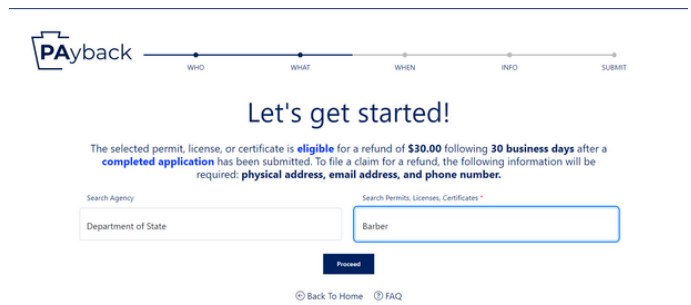 PAyback
WHO WHAT WHEN INFO SUBMIT
Let's get started!
The selected permit, license, or certificate is eligible for a refund of $30.00 following 30 business days after a
completed application has been submitted. To file a claim for a refund, the following information will be
required: physical address, email address, and phone number.
Search Agency
Search Permits, Licenses, Certificates *
Department of State
Barber
Proceed
Back To Home ? FAQ